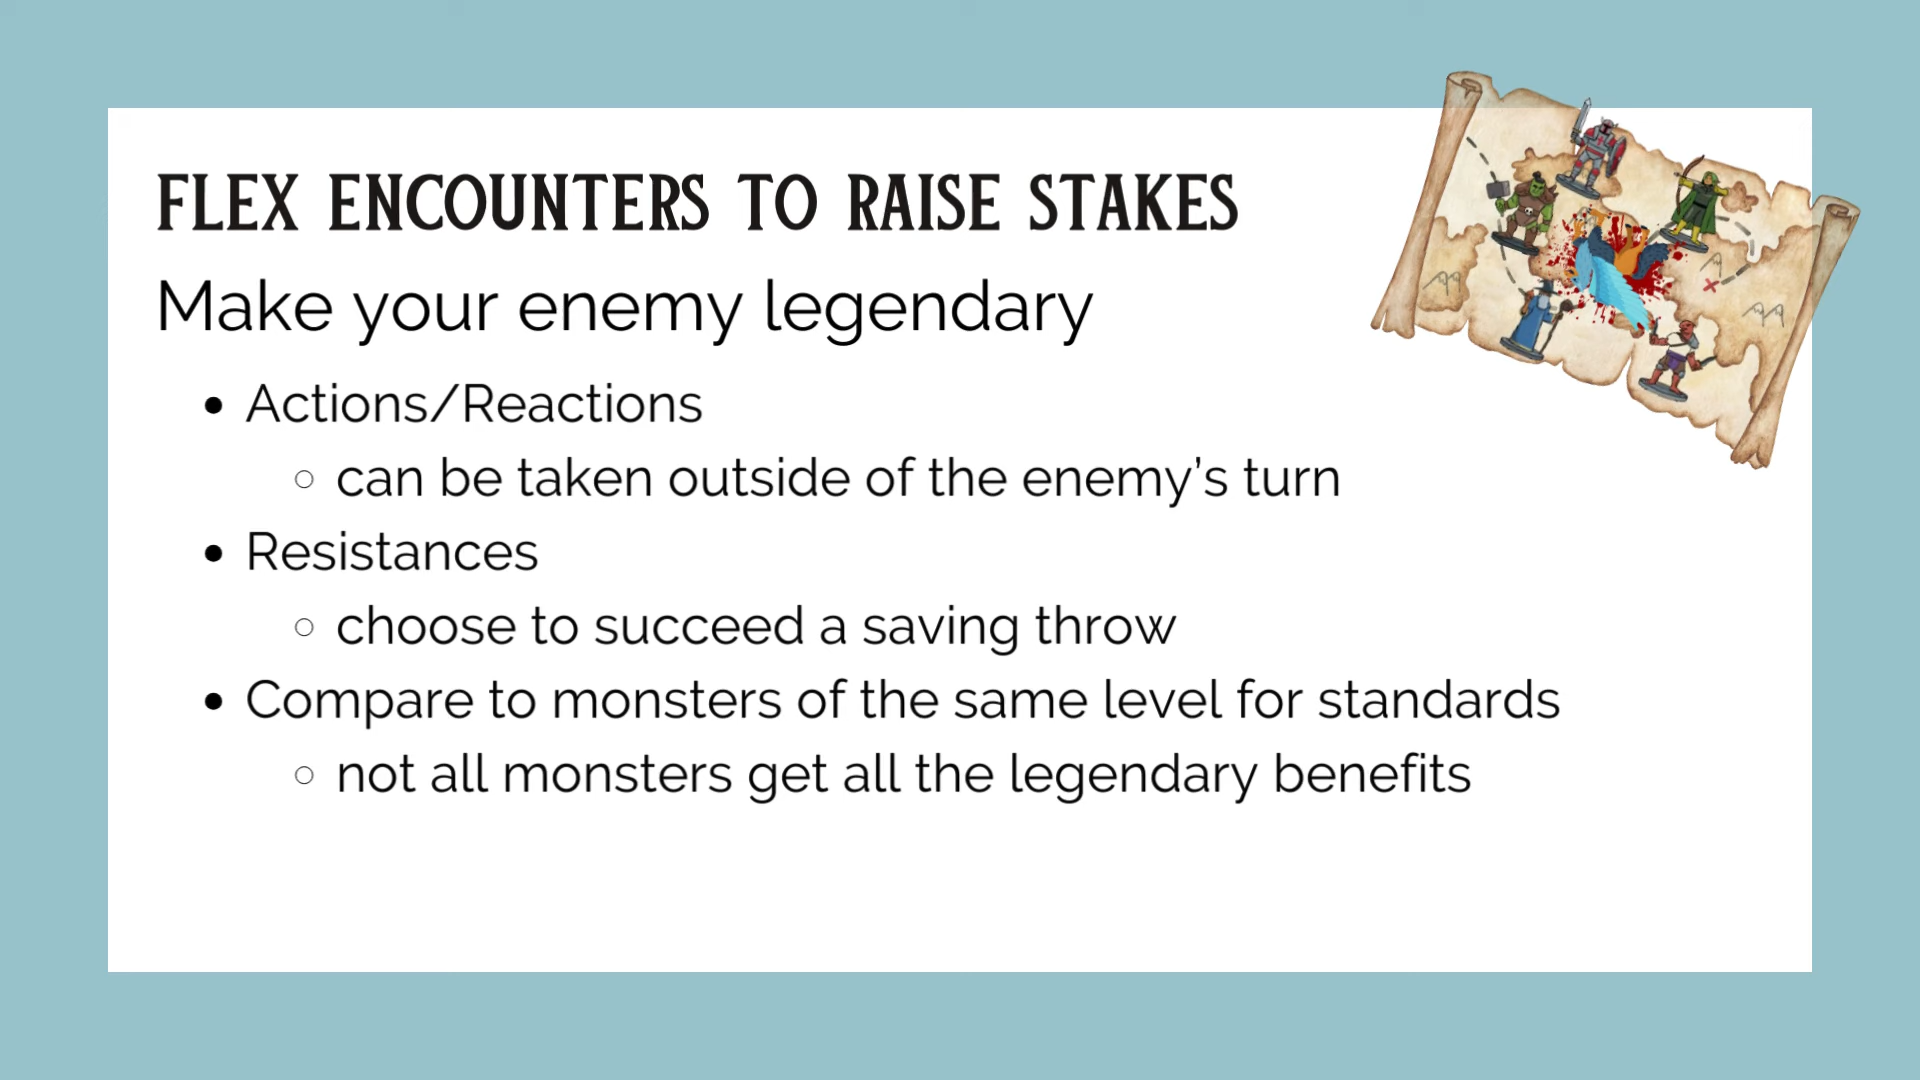 FLEX ENCOUNTERS TO RAISE STAKES
Make your enemy legendary
• Actions/Reactions
○ can be taken outside of the enemy’s turn
• Resistances
○ choose to succeed a saving throw
• Compare to monsters of the same level for standards
○ not all monsters get all the legendary benefits